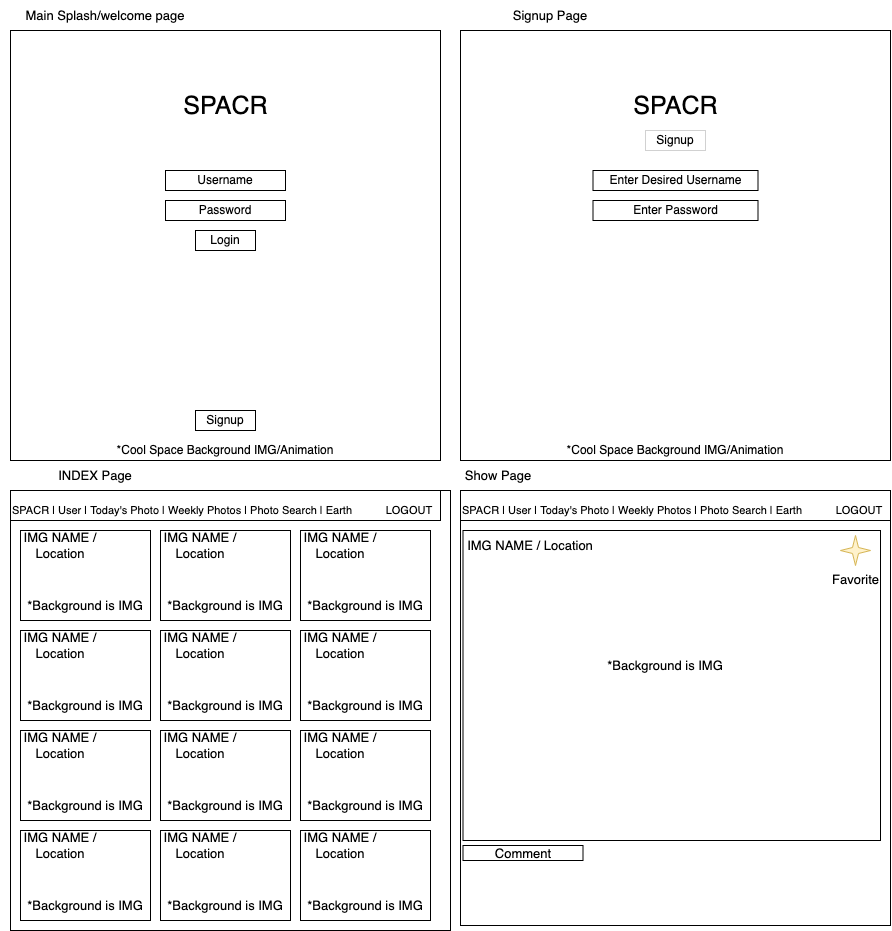 Main Splash/welcome page
SPACR
Username
Password
Login
Signup
*Cool Space Background IMG/Animation
Signup Page
SPACR
Signup
Enter Desired Username
Enter Password
*Cool Space Background IMG/Animation
INDEX Page
SPACR | User | Today's Photo | Weekly Photos | Photo Search | Earth LOGOUT
IMG NAME /
Location
*Background is IMG
IMG NAME /
Location
*Background is IMG
IMG NAME /
Location
*Background is IMG
IMG NAME /
Location
*Background is IMG
IMG NAME /
Location
*Background is IMG
IMG NAME /
Location
*Background is IMG
IMG NAME /
Location
*Background is IMG
IMG NAME /
Location
*Background is IMG
IMG NAME /
Location
*Background is IMG
IMG NAME /
Location
*Background is IMG
IMG NAME /
Location
*Background is IMG
IMG NAME /
Location
*Background is IMG
Show Page
SPACR | User | Today's Photo | Weekly Photos | Photo Search | Earth LOGOUT
IMG NAME / Location
Favorite
*Background is IMG
Comment